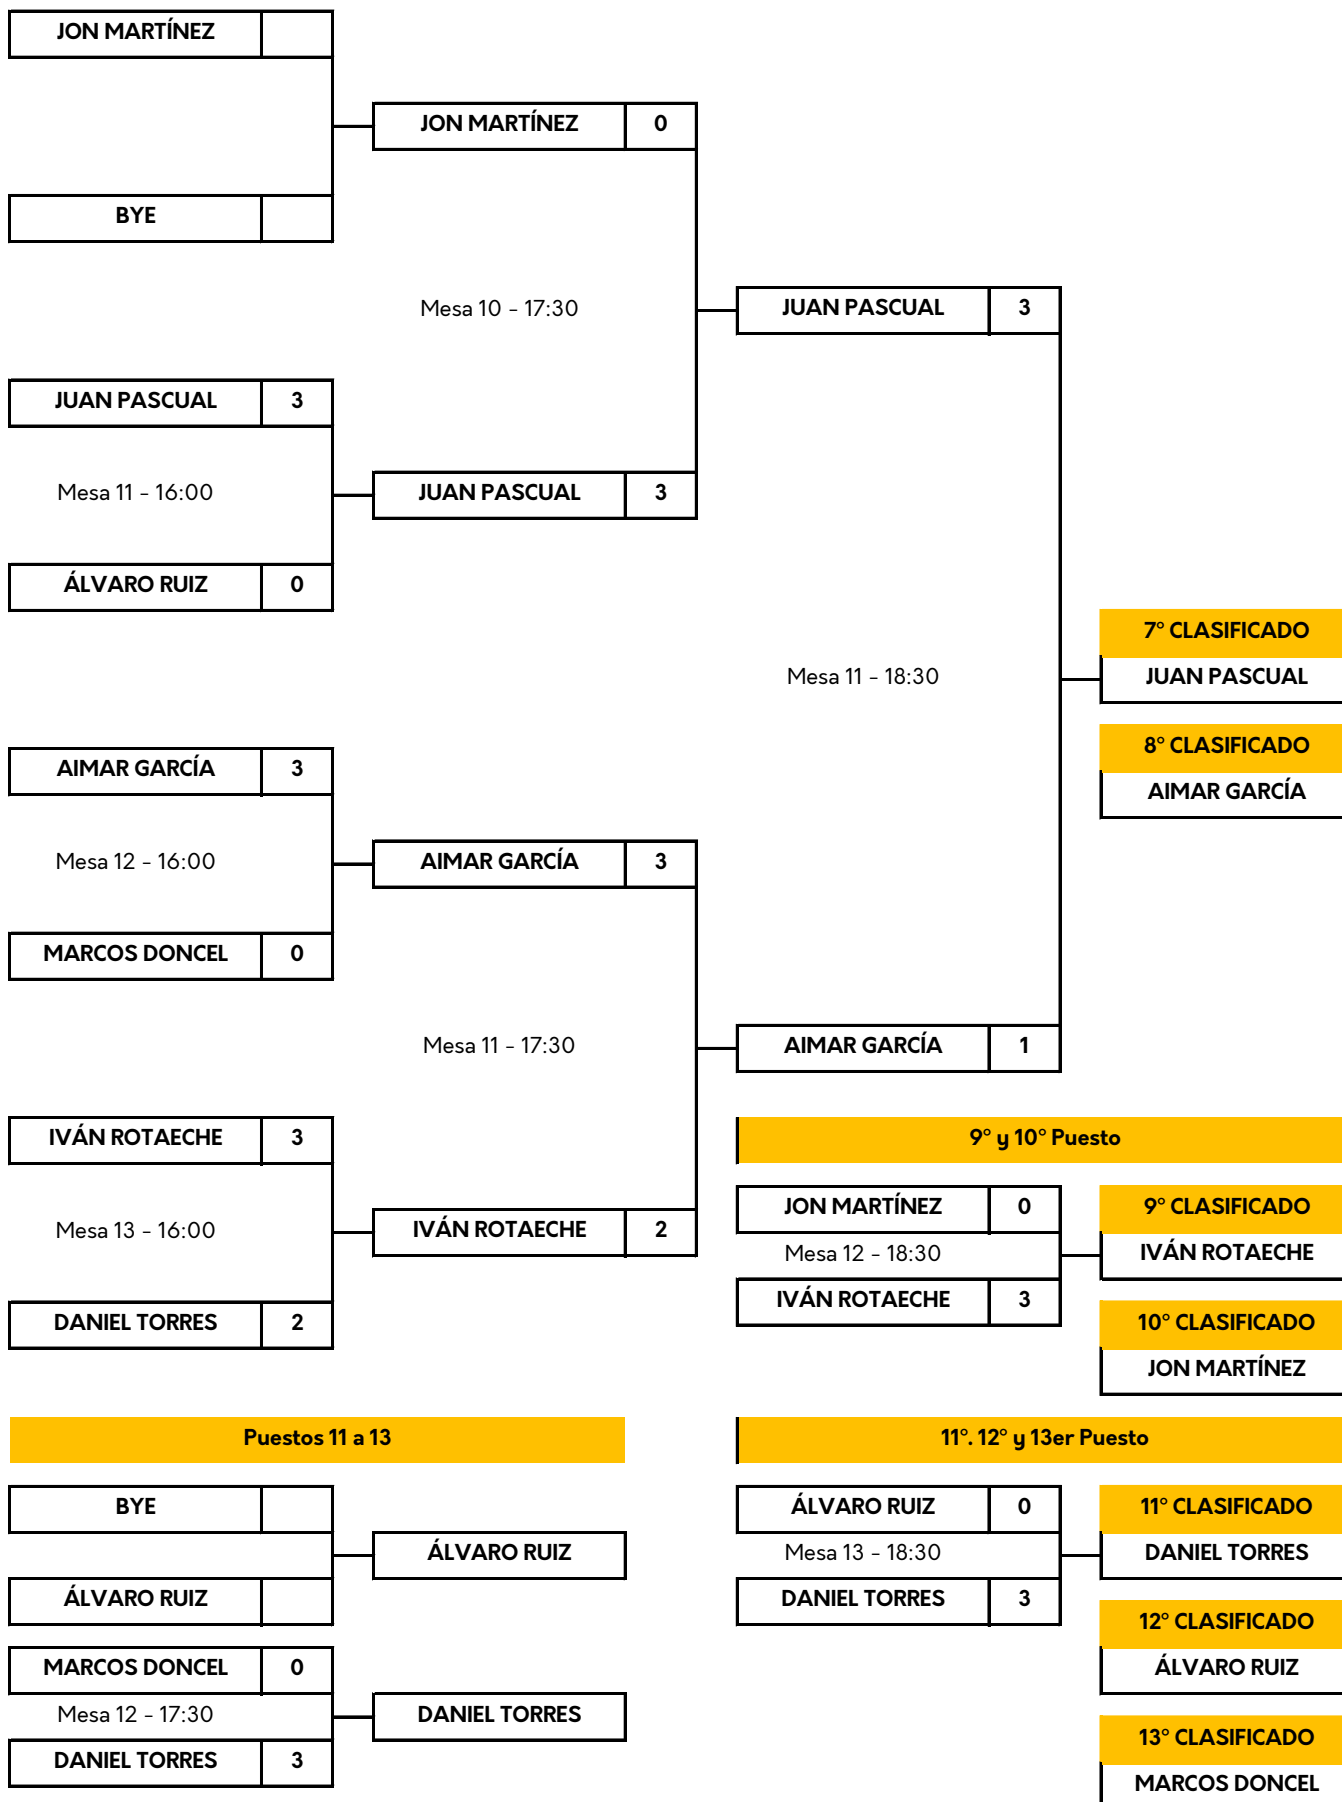 JON MARTÍNEZ
JON MARTÍNEZ 0
BYE
Mesa 10 - 17:30
JUAN PASCUAL 3
JUAN PASCUAL 3
Mesa 11 - 16:00
JUAN PASCUAL 3
ÁLVARO RUIZ 0
7° CLASIFICADO
Mesa 11 - 18:30
JUAN PASCUAL
8° CLASIFICADO
AIMAR GARCÍA 3
AIMAR GARCÍA
Mesa 12 - 16:00
AIMAR GARCÍA 3
MARCOS DONCEL 0
Mesa 11 - 17:30
AIMAR GARCÍA 1
IVÁN ROTAECHE 3
9° y 10° Puesto
JON MARTÍNEZ 0
9° CLASIFICADO
Mesa 13 - 16:00
IVÁN ROTAECHE 2
Mesa 12 - 18:30
IVÁN ROTAECHE
IVÁN ROTAECHE 3
DANIEL TORRES 2
10° CLASIFICADO
JON MARTÍNEZ
Puestos 11 a 13
11°. 12° y 13er Puesto
BYE
ÁLVARO RUIZ 0
11° CLASIFICADO
ÁLVARO RUIZ
Mesa 13 - 18:30
DANIEL TORRES
ÁLVARO RUIZ
DANIEL TORRES 3
12° CLASIFICADO
MARCOS DONCEL 0
ÁLVARO RUIZ
Mesa 12 - 17:30
DANIEL TORRES
13° CLASIFICADO
DANIEL TORRES 3
MARCOS DONCEL